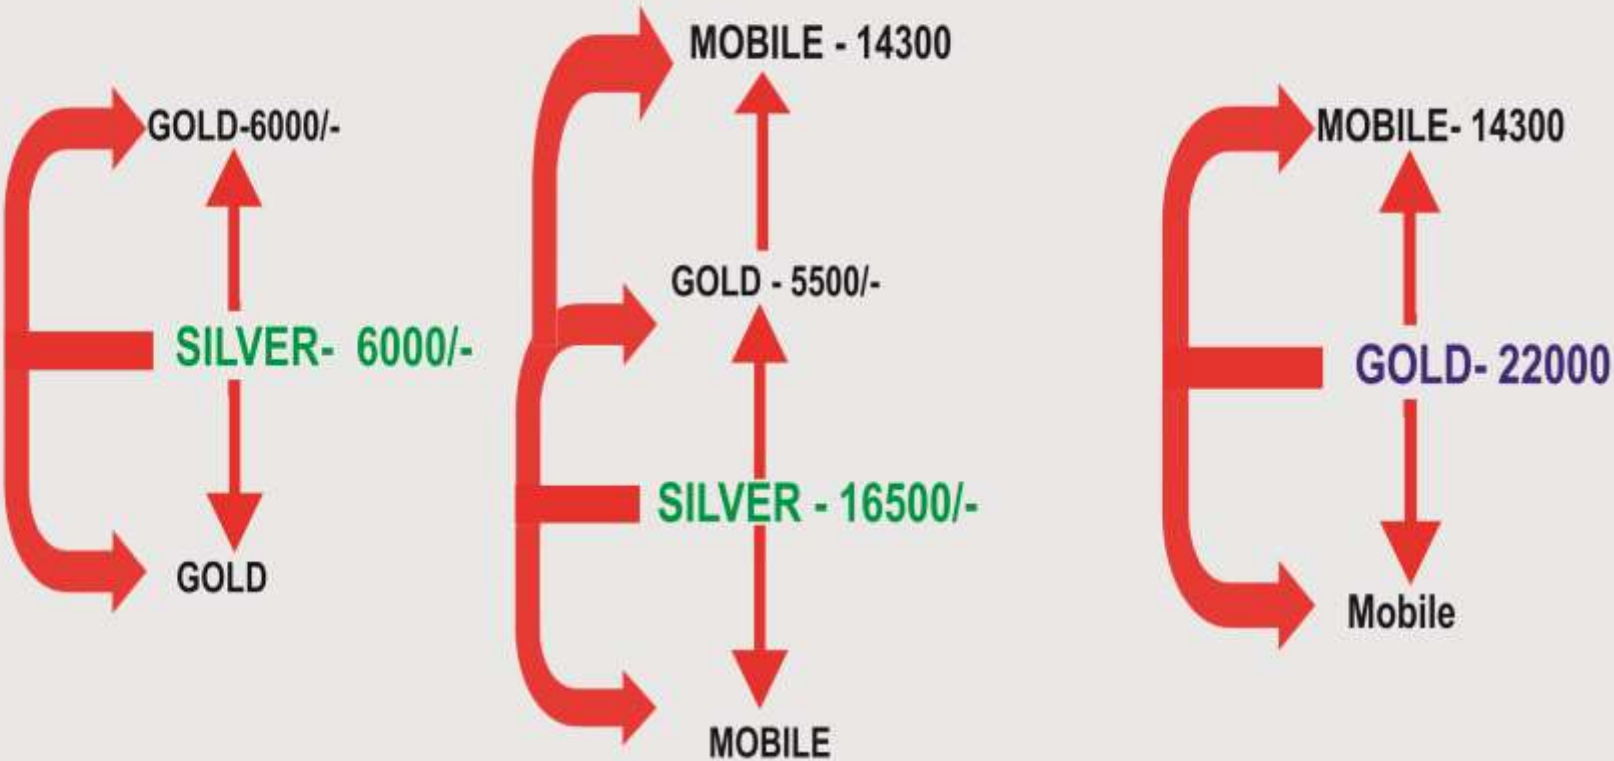 GOLD-6000/-
SILVER- 6000/-
GOLD
MOBILE - 14300
GOLD - 5500/-
SILVER - 16500/-
MOBILE
MOBILE- 14300
GOLD- 22000
Mobile